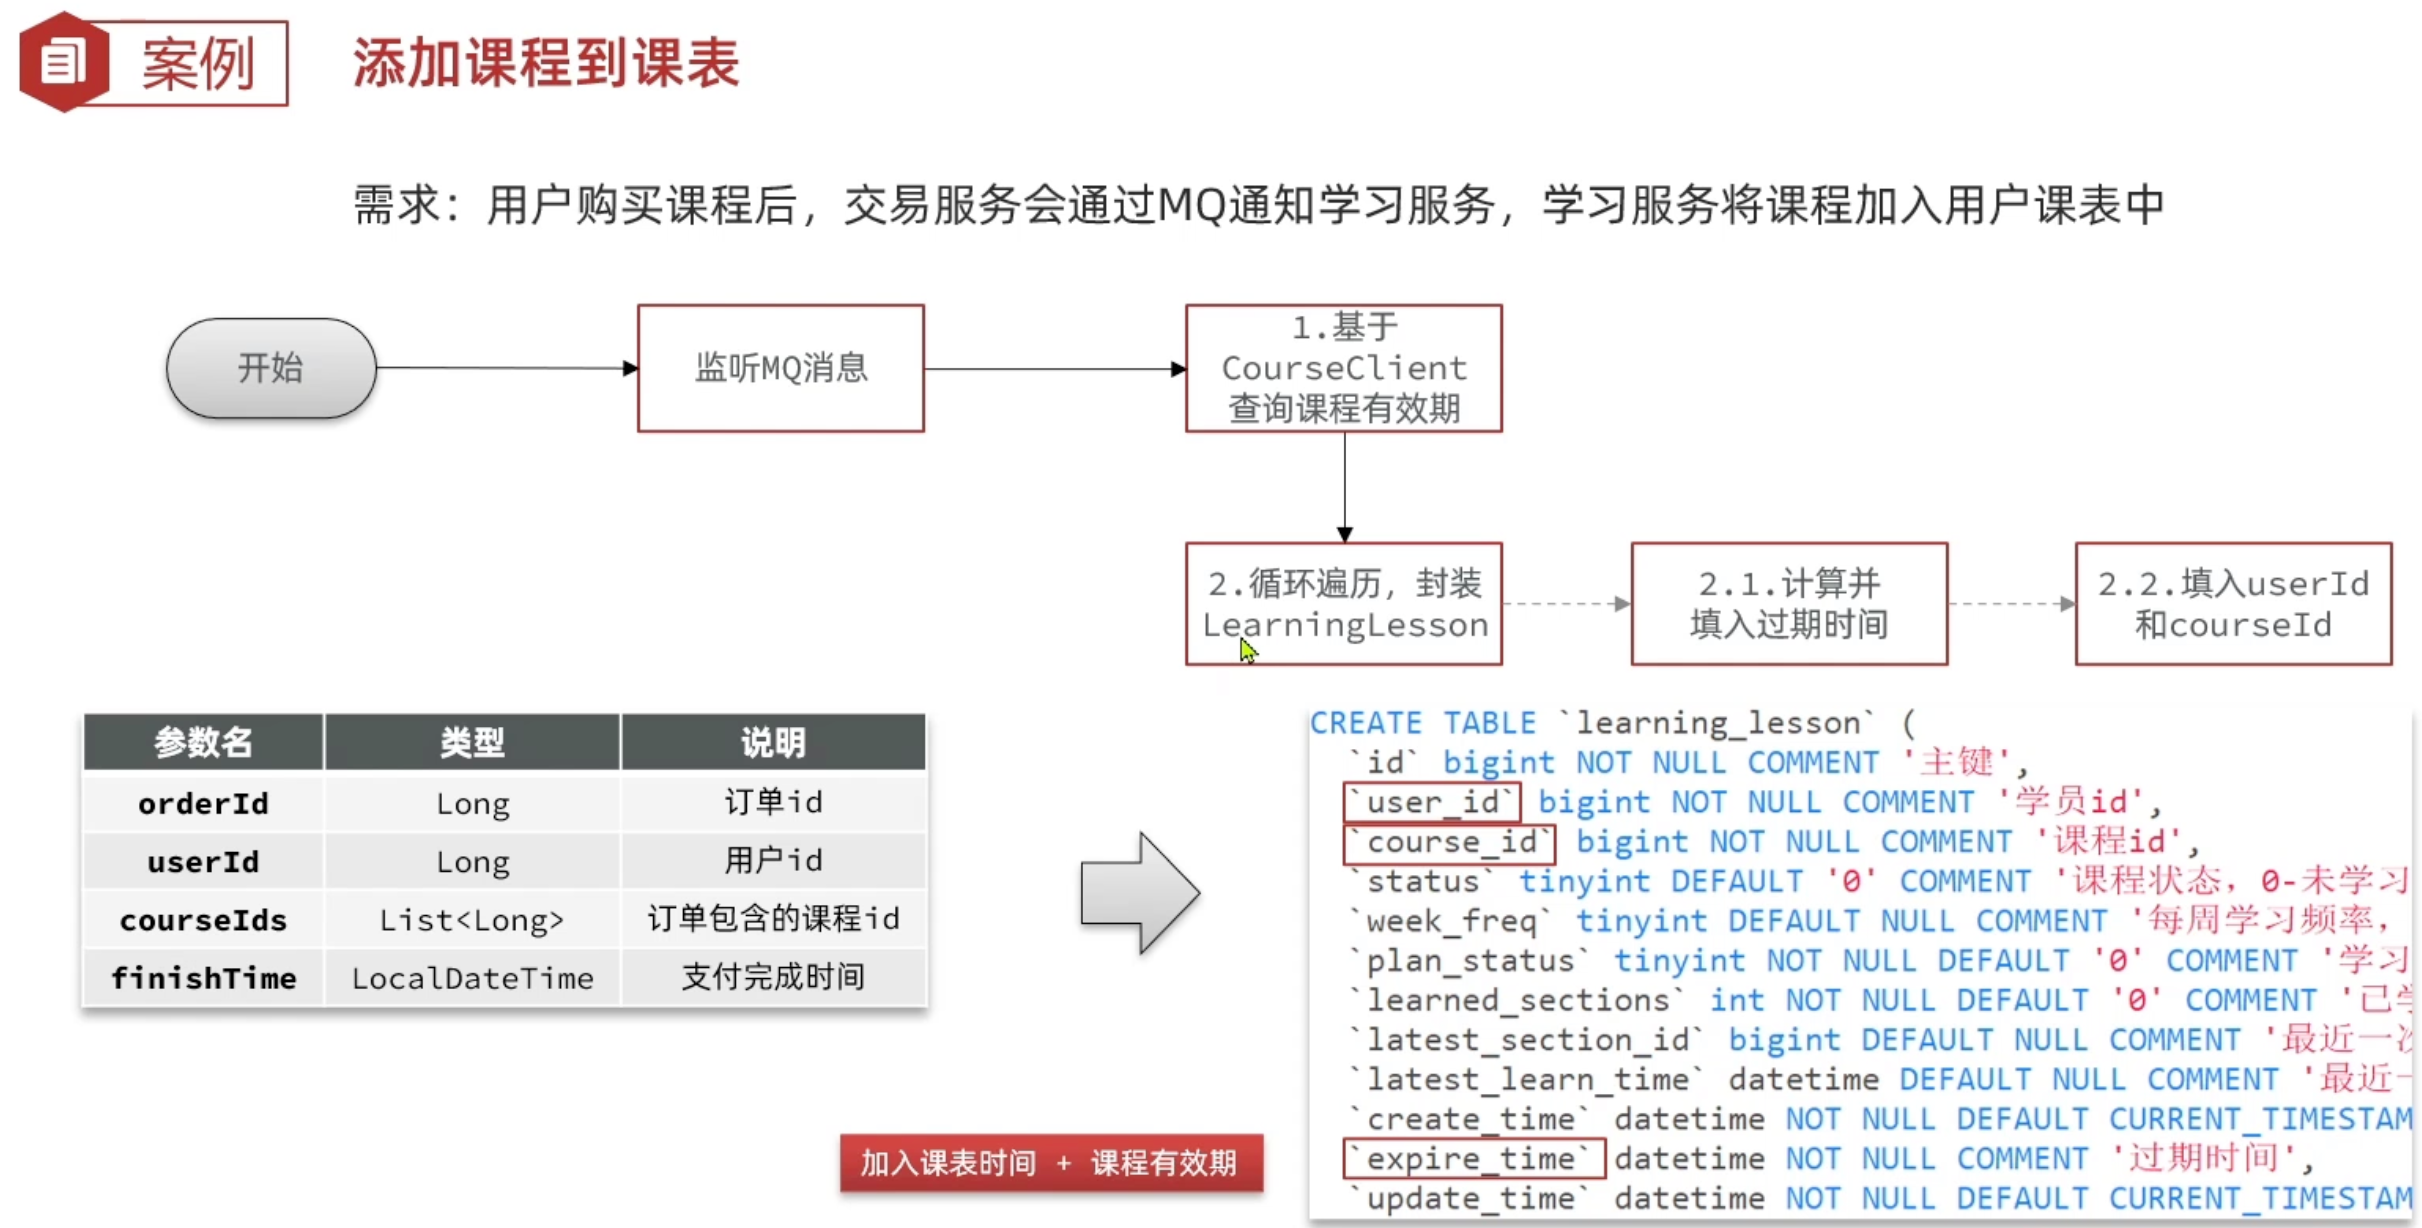 案例
添加课程到课表
需求：用户购买课程后，交易服务会通过MQ通知学习服务，学习服务将课程加入用户课表中
开始
监听MQ消息
1.基于
CourseClient
查询课程有效期
2.循环遍历，封装
LearningLesson
2.1.计算并
填入过期时间
2.2.填入userId
和courseId
参数名 类型 说明
orderId Long 订单id
userId Long 用户id
courseIds List<Long> 订单包含的课程id
finishTime LocalDateTime 支付完成时间
加入课表时间 + 课程有效期
CREATE TABLE `learning_lesson` (
`id` bigint NOT NULL COMMENT '主键',
`user_id` bigint NOT NULL COMMENT '学员id',
`course_id` bigint NOT NULL COMMENT '课程id',
`status` tinyint DEFAULT '0' COMMENT '课程状态，0-未学习
`week_freq` tinyint DEFAULT NULL COMMENT '每周学习频率，
`plan_status` tinyint NOT NULL DEFAULT '0' COMMENT '学习
`learned_sections` int NOT NULL DEFAULT '0' COMMENT '已
`latest_section_id` bigint DEFAULT NULL COMMENT '最近一
`latest_learn_time` datetime DEFAULT NULL COMMENT '最近一
`create_time` datetime NOT NULL DEFAULT CURRENT_TIMESTAM
`expire_time` datetime NOT NULL COMMENT '过期时间',
`update_time` datetime NOT NULL DEFAULT CURRENT_TIMESTAM